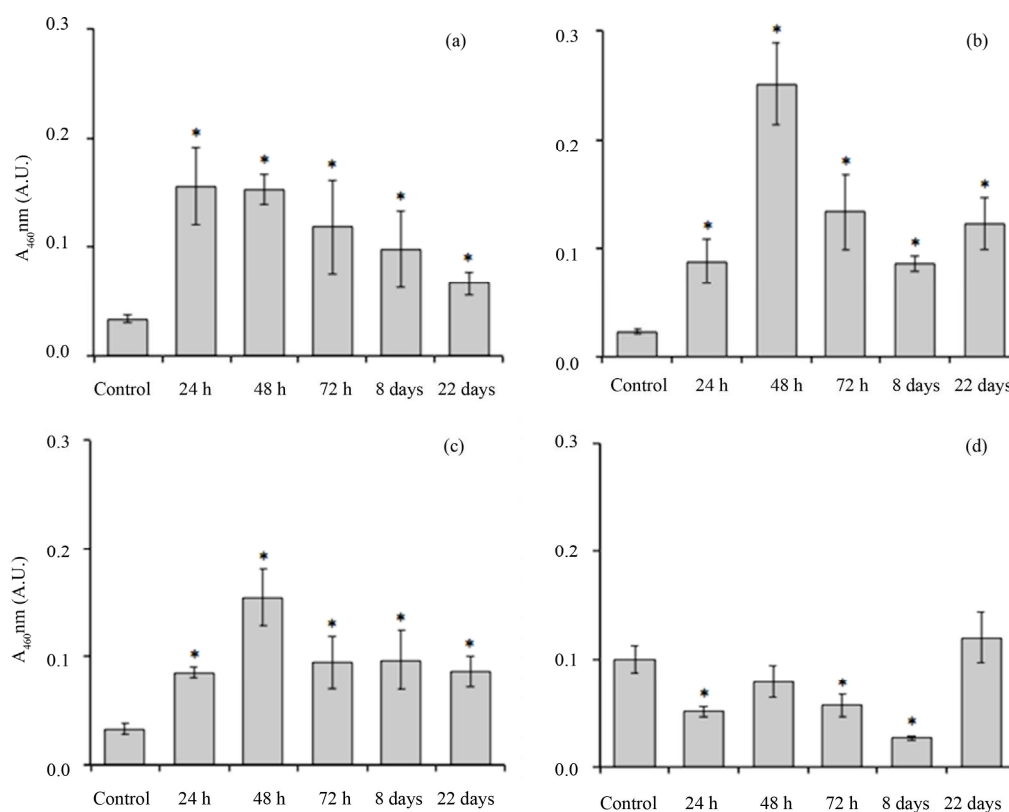 (a)
0.3
0.2
0.1
0.0
A460nm (A.U.)
* * * * *
Control 24 h 48 h 72 h 8 days 22 days
(b)
0.3
0.2
0.1
0.0
* * * * *
Control 24 h 48 h 72 h 8 days 22 days
(c)
0.3
0.2
0.1
0.0
A460nm (A.U.)
* * * * *
Control 24 h 48 h 72 h 8 days 22 days
(d)
0.3
0.2
0.1
0.0
* * *
Control 24 h 48 h 72 h 8 days 22 days